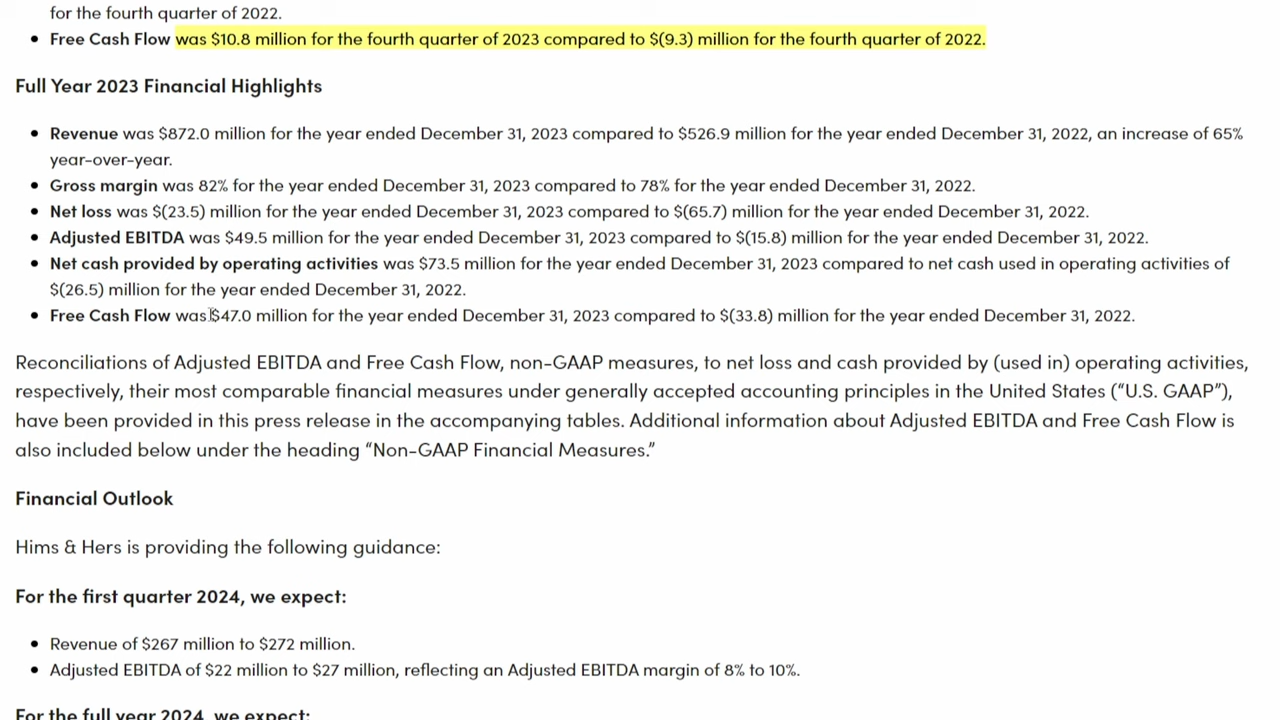 for the fourth quarter of 2022.
• Free Cash Flow was $10.8 million for the fourth quarter of 2023 compared to $(9.3) million for the fourth quarter of 2022.
Full Year 2023 Financial Highlights
• Revenue was $872.0 million for the year ended December 31, 2023 compared to $526.9 million for the year ended December 31, 2022, an increase of 65%
year-over-year.
• Gross margin was 82% for the year ended December 31, 2023 compared to 78% for the year ended December 31, 2022.
• Net loss was $(23.5) million for the year ended December 31, 2023 compared to $(65.7) million for the year ended December 31, 2022.
• Adjusted EBITDA was $49.5 million for the year ended December 31, 2023 compared to $(15.8) million for the year ended December 31, 2022.
• Net cash provided by operating activities was $73.5 million for the year ended December 31, 2023 compared to net cash used in operating activities of
$(26.5) million for the year ended December 31, 2022.
• Free Cash Flow was $47.0 million for the year ended December 31, 2023 compared to $(33.8) million for the year ended December 31, 2022.
Reconciliations of Adjusted EBITDA and Free Cash Flow, non-GAAP measures, to net loss and cash provided by (used in) operating activities,
respectively, their most comparable financial measures under generally accepted accounting principles in the United States (“U.S. GAAP”),
have been provided in this press release in the accompanying tables. Additional information about Adjusted EBITDA and Free Cash Flow is
also included below under the heading “Non-GAAP Financial Measures.”
Financial Outlook
Hims & Hers is providing the following guidance:
For the first quarter 2024, we expect:
• Revenue of $267 million to $272 million.
• Adjusted EBITDA of $22 million to $27 million, reflecting an Adjusted EBITDA margin of 8% to 10%.
For the full year 2024, we expect: